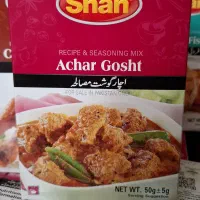 Shan
RECIPE & SEASONING MIX
Achar Gosht
اچار گوشت مصالحہ
NET WT. 50g±5g